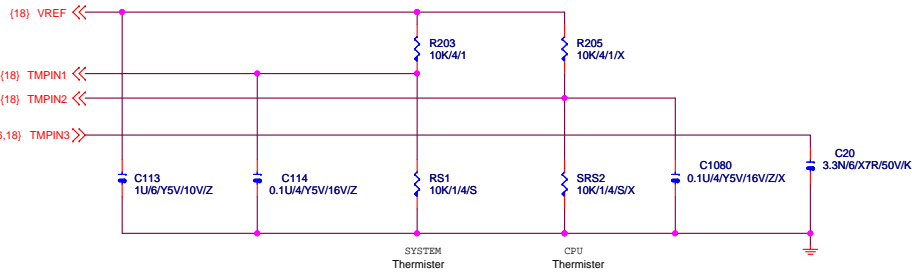 {18} VREF
R203
10K/4/1
R205
10K/4/1/X
{18} TMPIN1
{18} TMPIN2
6,18} TMPIN3
C113
1U/6/Y5V/10V/Z
C114
0.1U/4/Y5V/16V/Z
RS1
10K/1/4/S
SRS2
10K/1/4/S/X
C1080
0.1U/4/Y5V/16V/Z/X
C20
3.3N/6/X7R/50V/K
SYSTEM
Thermister
CPU
Thermister